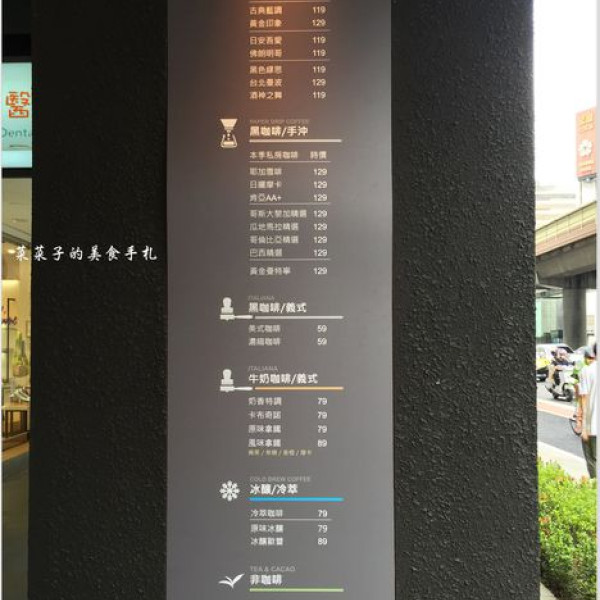 古典藍調 119
黃金印象 119
日安吾愛 119
佛朗明哥 119
黑色綠恩 119
台北曼波 119
酒神之舞 119
PAPER DRIP COFFEE
黑咖啡/手沖
本季私房咖啡 時價
耶加雪啡 129
日曬摩卡 129
肯亞AA+ 129
哥斯大黎加精選 129
瓜地馬拉精選 129
哥倫比亞精選 129
巴西精選 129
黃金曼特寧 129
ITALIANA
黑咖啡/義式
美式咖啡 59
濃縮咖啡 59
ITALIANA
牛奶咖啡/義式
奶香特調 79
卡布奇諾 79
原味拿鐵 79
風味拿鐵 89
COLD BREW COFFEE
冰釀/冷萃
冷萃咖啡 79
原味冰釀 79
冰釀歐蕾 89
TEA & CACAO
非咖啡
醫
Denta
菜菜子的美食手札